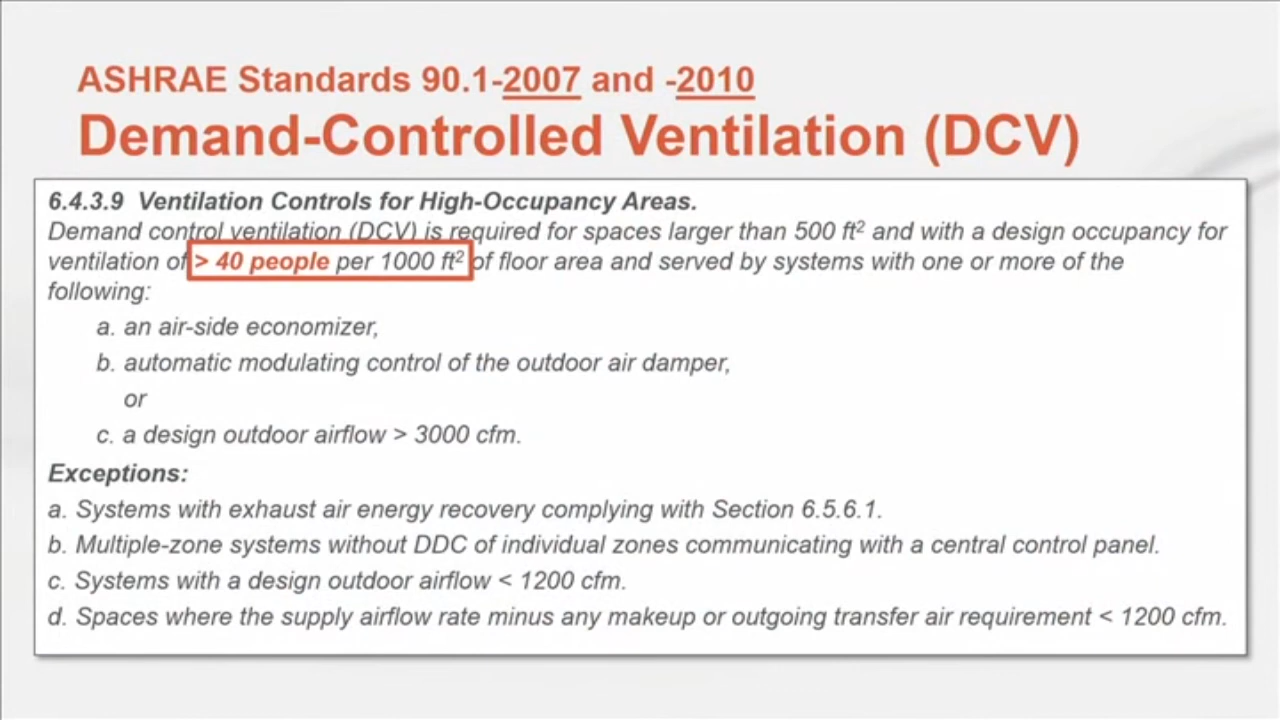 ASHRAE Standards 90.1-2007 and -2010
Demand-Controlled Ventilation (DCV)
6.4.3.9 Ventilation Controls for High-Occupancy Areas.
Demand control ventilation (DCV) is required for spaces larger than 500 ft² and with a design occupancy for
ventilation of > 40 people per 1000 ft² of floor area and served by systems with one or more of the
following:
a. an air-side economizer,
b. automatic modulating control of the outdoor air damper,
or
c. a design outdoor airflow > 3000 cfm.
Exceptions:
a. Systems with exhaust air energy recovery complying with Section 6.5.6.1.
b. Multiple-zone systems without DDC of individual zones communicating with a central control panel.
c. Systems with a design outdoor airflow < 1200 cfm.
d. Spaces where the supply airflow rate minus any makeup or outgoing transfer air requirement < 1200 cfm.